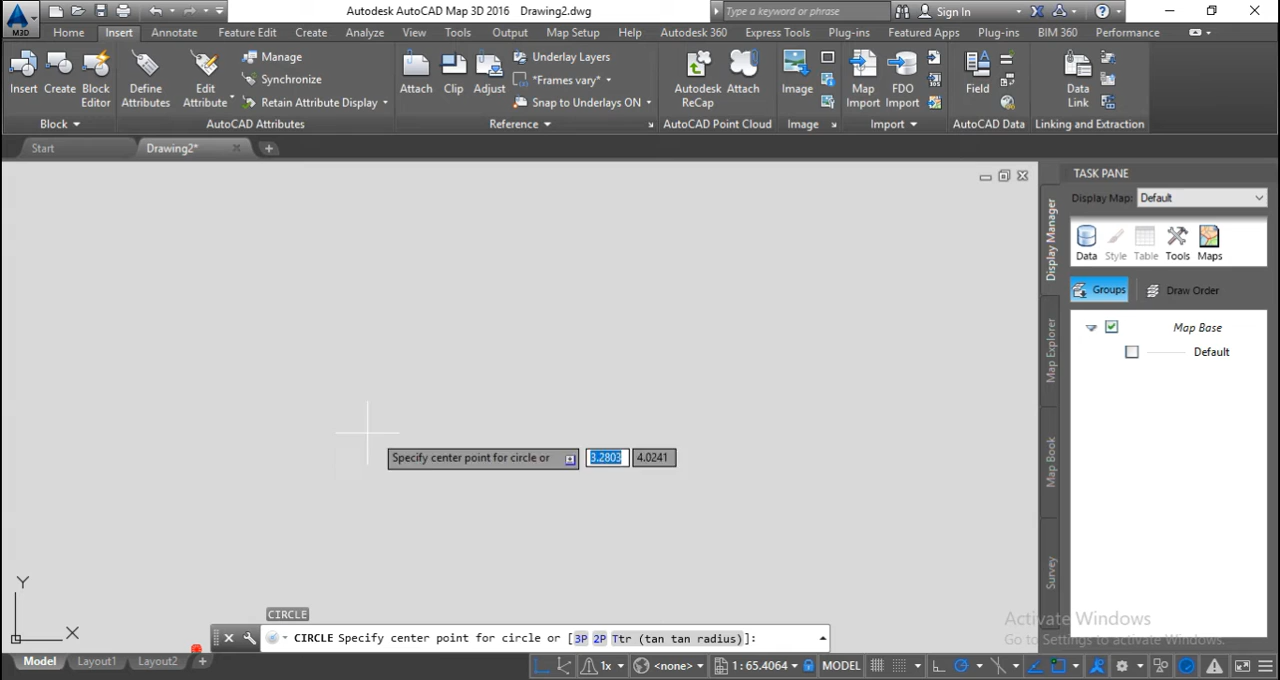 Autodesk AutoCAD Map 3D 2016 Drawing2.dwg
Type a keyword or phrase
Sign In
M3D
Home Insert Annotate Feature Edit Create Analyze View Tools Output Map Setup Help Autodesk 360 Express Tools Plug-ins Featured Apps Plug-ins BIM 360 Performance
Insert
Create
Block Editor
Block
Define Attributes
Edit Attribute
Manage
Synchronize
Retain Attribute Display
AutoCAD Attributes
Attach
Clip
Adjust
Underlay Layers
*Frames vary*
Snap to Underlays ON
Reference
Autodesk ReCap
Attach
AutoCAD Point Cloud
Image
Image
Map Import
FDO Import
Import
Field
AutoCAD Data
Data Link
Linking and Extraction
Start
Drawing2*
TASK PANE
Display Map: Default
Data Style Table Tools Maps
Groups Draw Order
Map Base
Default
Display Manager
Map Explorer
Map Book
Survey
Specify center point for circle or 3.2803 4.0241
Y
X
Activate Windows
Go to Settings to activate Windows.
CIRCLE
CIRCLE Specify center point for circle or [3P 2P Ttr (tan tan radius)]:
Model Layout1 Layout2
1x <none> 1: 65.4064 MODEL